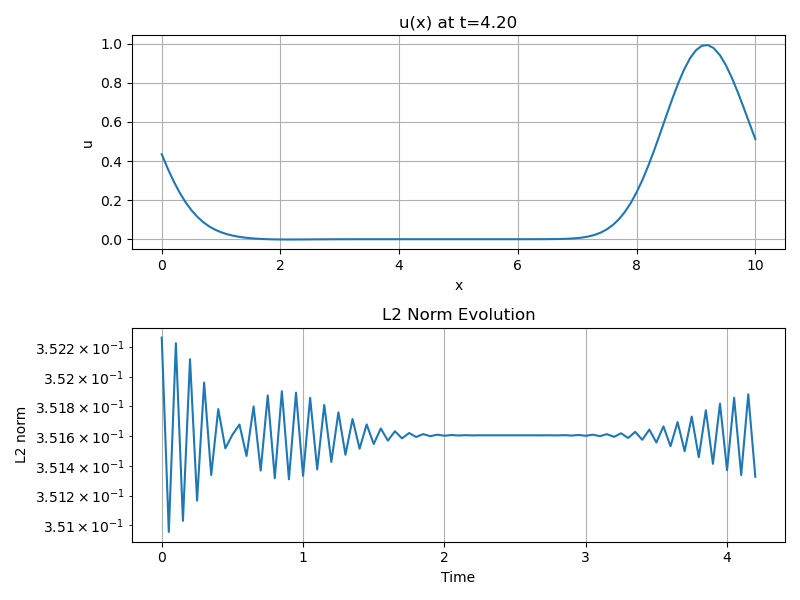 u(x) at t=4.20
u
1.0
0.8
0.6
0.4
0.2
0.0
0 2 4 6 8 10
x
L2 Norm Evolution
L2 norm
3.522 × 10⁻¹
3.52 × 10⁻¹
3.518 × 10⁻¹
3.516 × 10⁻¹
3.514 × 10⁻¹
3.512 × 10⁻¹
3.51 × 10⁻¹
0 1 2 3 4
Time